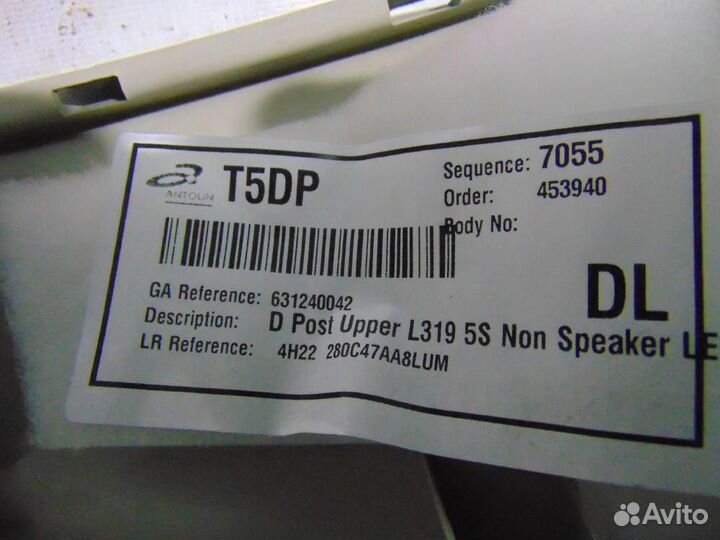 ANTOLIN
T5DP
Sequence: 7055
Order: 453940
Body No:
GA Reference: 631240042
DL
Description: D Post Upper L319 5S Non Speaker LE
LR Reference: 4H22 280C47AA8LUM
Avito